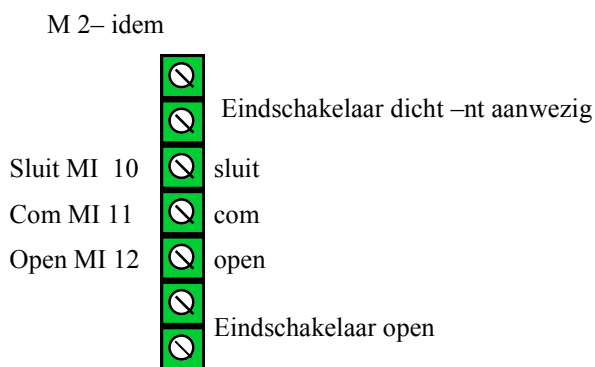 M 2– idem
Eindschakelaar dicht –nt aanwezig
Sluit MI 10 sluit
Com MI 11 com
Open MI 12 open
Eindschakelaar open